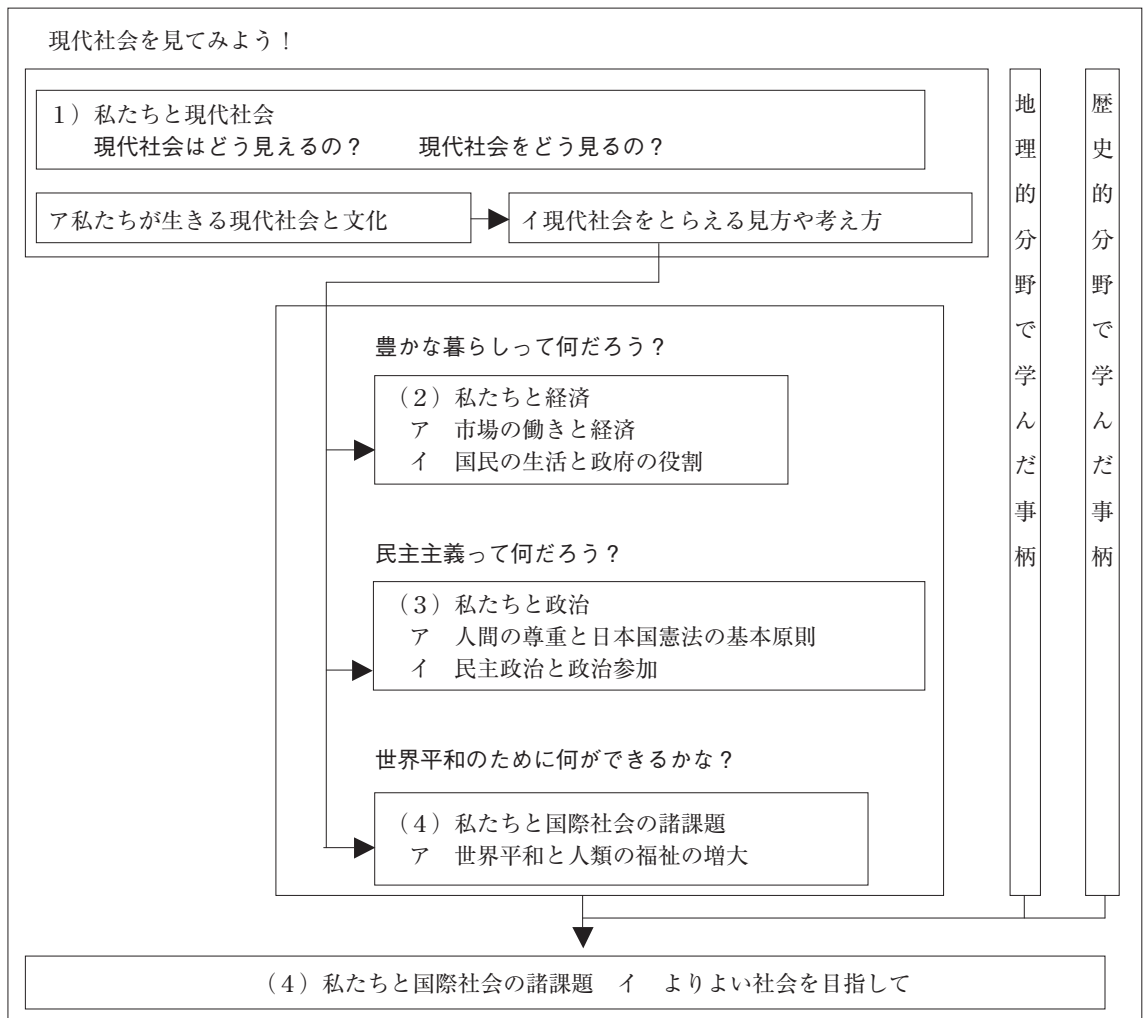 現代社会を見てみよう！
1）私たちと現代社会
現代社会はどう見えるの？　現代社会をどう見るの？
ア私たちが生きる現代社会と文化
イ現代社会をとらえる見方や考え方
豊かな暮らしって何だろう？
（2）私たちと経済
ア　市場の働きと経済
イ　国民の生活と政府の役割
民主主義って何だろう？
（3）私たちと政治
ア　人間の尊重と日本国憲法の基本原則
イ　民主政治と政治参加
世界平和のために何ができるかな？
（4）私たちと国際社会の諸課題
ア　世界平和と人類の福祉の増大
地理的分野で学んだ事柄
歴史的分野で学んだ事柄
（4）私たちと国際社会の諸課題　イ　よりよい社会を目指して